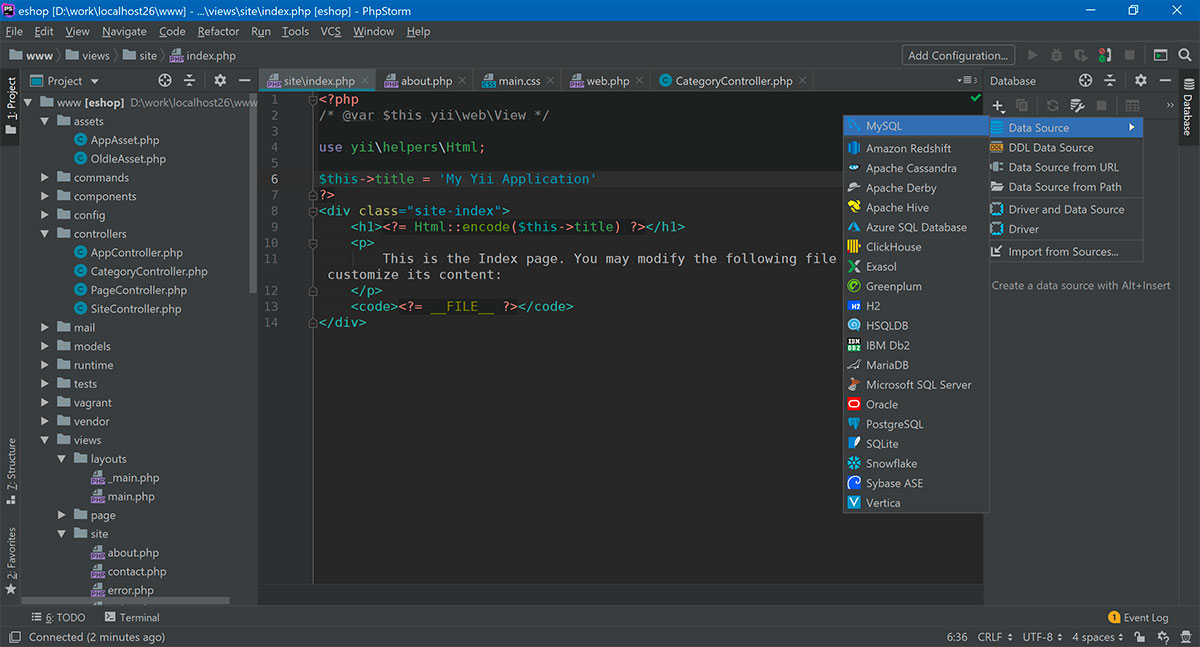 eshop [D:\work\localhost26\www] - ...\views\site\index.php [eshop] - PhpStorm
File Edit View Navigate Code Refactor Run Tools VCS Window Help
www views site index.php Add Configuration...
1: Project
Project
www [eshop] D:\work\localhost26\www
assets
AppAsset.php
OldIeAsset.php
commands
components
config
controllers
AppController.php
CategoryController.php
PageController.php
SiteController.php
mail
models
runtime
tests
vagrant
vendor
views
layouts
_main.php
main.php
page
site
about.php
contact.php
error.php
7: Structure
2: Favorites
site\index.php about.php main.css web.php CategoryController.php
3
1 <?php
2 /* @var $this yii\web\View */
3
4 use yii\helpers\Html;
5
6 $this->title = 'My Yii Application'
7 ?>
8 <div class="site-index">
9 <h1><?= Html::encode($this->title) ?></h1>
10 <p>
11 This is the Index page. You may modify the following file
customize its content:
12 </p>
13 <code><?= __FILE__ ?></code>
14 </div>
MySQL
Amazon Redshift
Apache Cassandra
Apache Derby
Apache Hive
Azure SQL Database
ClickHouse
Exasol
Greenplum
H2
HSQLDB
IBM Db2
MariaDB
Microsoft SQL Server
Oracle
PostgreSQL
SQLite
Snowflake
Sybase ASE
Vertica
Database
Data Source
DDL Data Source
Data Source from URL
Data Source from Path
Driver and Data Source
Driver
Import from Sources...
Create a data source with Alt+Insert
Database
6: TODO Terminal 1 Event Log
Connected (2 minutes ago) 6:36 CRLF UTF-8 4 spaces